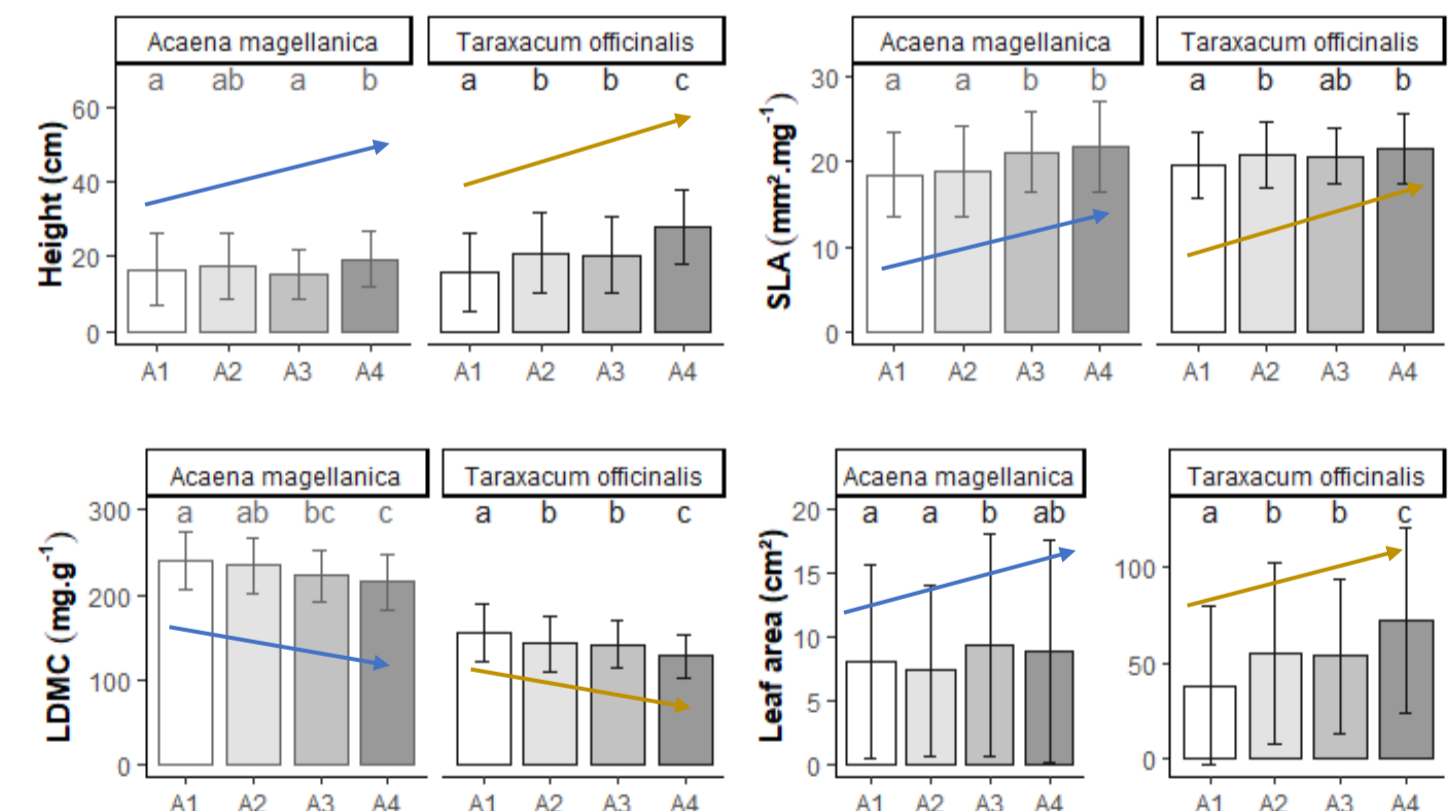 Acaena magellanica Taraxacum officinalis
a ab a b a b b c
Height (cm)
60
40
20
0
A1 A2 A3 A4 A1 A2 A3 A4
Acaena magellanica Taraxacum officinalis
a a b b a b ab b
SLA (mm².mg⁻¹)
30
20
10
0
A1 A2 A3 A4 A1 A2 A3 A4
Acaena magellanica Taraxacum officinalis
a ab bc c a b b c
LDMC (mg.g⁻¹)
300
200
100
0
A1 A2 A3 A4 A1 A2 A3 A4
Acaena magellanica Taraxacum officinalis
a a b ab a b b c
Leaf area (cm²)
20
15
10
5
0
100
50
0
A1 A2 A3 A4 A1 A2 A3 A4